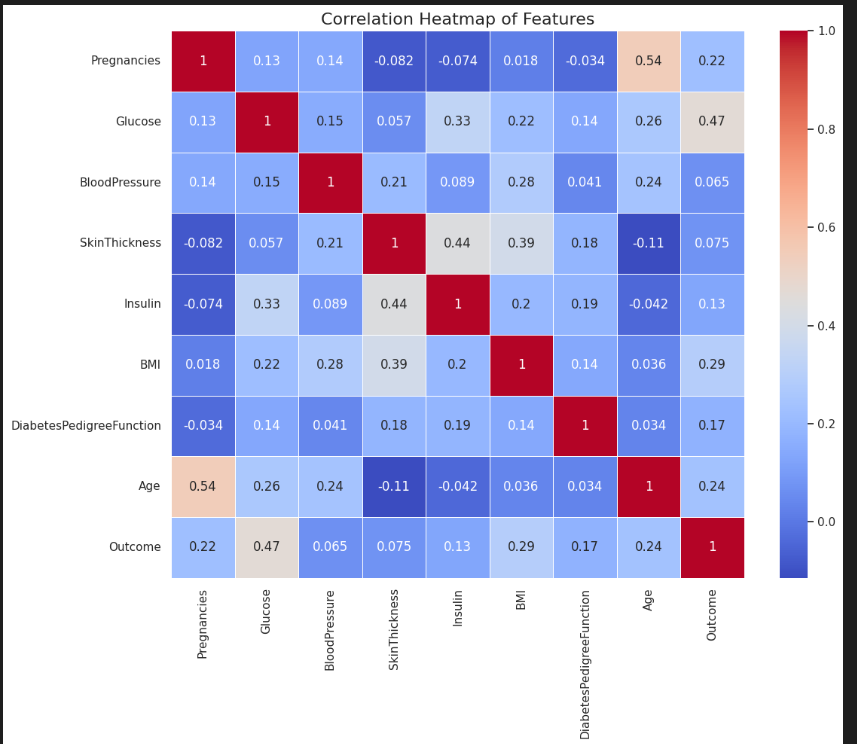 Correlation Heatmap of Features
Pregnancies 1 0.13 0.14 -0.082 -0.074 0.018 -0.034 0.54 0.22
Glucose 0.13 1 0.15 0.057 0.33 0.22 0.14 0.26 0.47
BloodPressure 0.14 0.15 1 0.21 0.089 0.28 0.041 0.24 0.065
SkinThickness -0.082 0.057 0.21 1 0.44 0.39 0.18 -0.11 0.075
Insulin -0.074 0.33 0.089 0.44 1 0.2 0.19 -0.042 0.13
BMI 0.018 0.22 0.28 0.39 0.2 1 0.14 0.036 0.29
DiabetesPedigreeFunction -0.034 0.14 0.041 0.18 0.19 0.14 1 0.034 0.17
Age 0.54 0.26 0.24 -0.11 -0.042 0.036 0.034 1 0.24
Outcome 0.22 0.47 0.065 0.075 0.13 0.29 0.17 0.24 1
Pregnancies
Glucose
BloodPressure
SkinThickness
Insulin
BMI
DiabetesPedigreeFunction
Age
Outcome
1.0
0.8
0.6
0.4
0.2
0.0